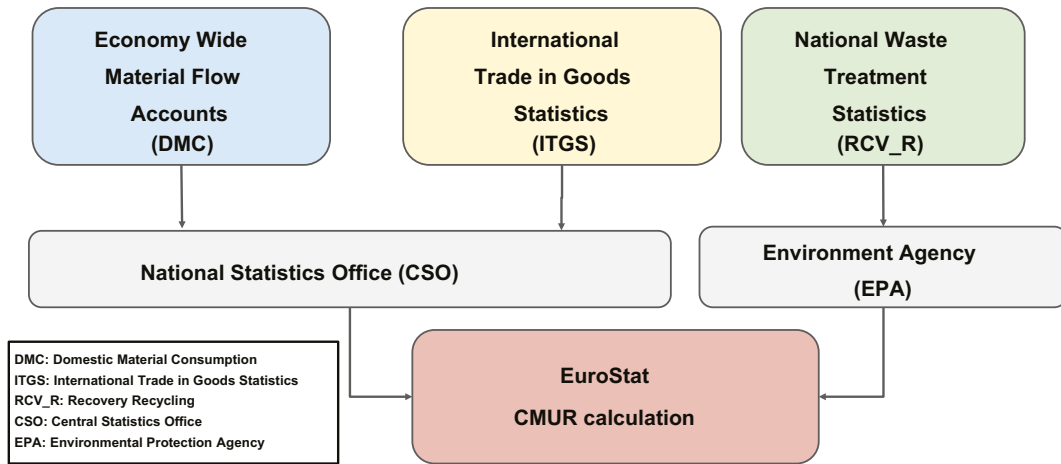 Economy Wide
Material Flow
Accounts
(DMC)
International
Trade in Goods
Statistics
(ITGS)
National Waste
Treatment
Statistics
(RCV_R)
National Statistics Office (CSO)
Environment Agency
(EPA)
DMC: Domestic Material Consumption
ITGS: International Trade in Goods Statistics
RCV_R: Recovery Recycling
CSO: Central Statistics Office
EPA: Environmental Protection Agency
EuroStat
CMUR calculation